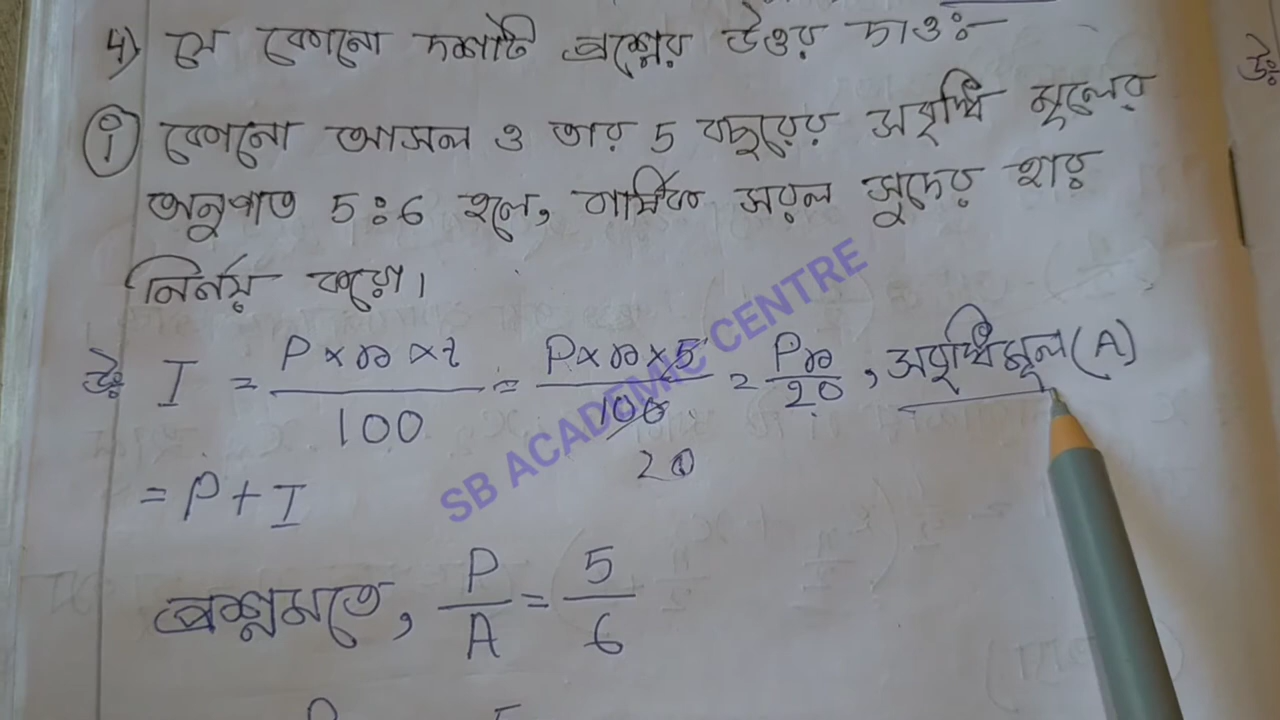 4) যে কোনো দশটি প্রশ্নের উত্তর দাও:-
উ:
(i) কোনো আসল ও তার 5 বছরের সবৃদ্ধি মূলের
অনুপাত 5:6 হলে, বার্ষিক সরল সুদের হার
নির্নয় করো।
উ: I = P×r×t/100 = P×r×5/100 = Pr/20, সবৃদ্ধিমূল (A)
20
= P+I
প্রশ্নমতে, P/A = 5/6
SB ACADEMIC CENTRE